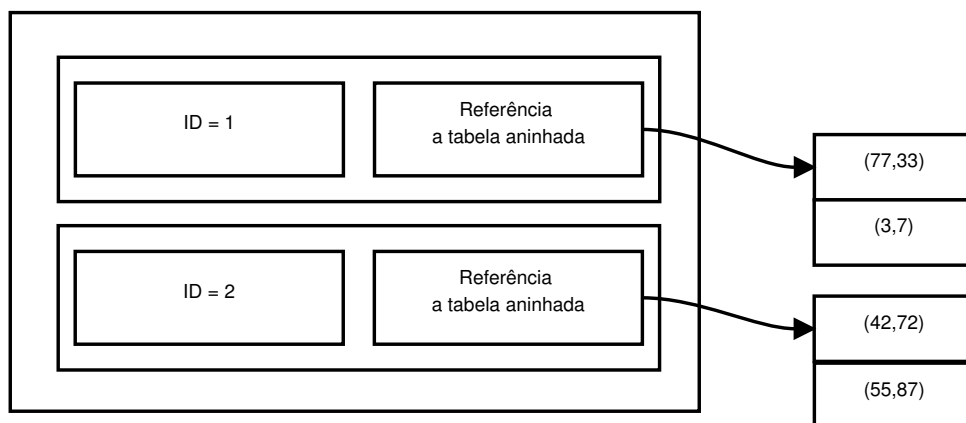 ID = 1
Referência
a tabela aninhada
(77,33)
(3,7)
ID = 2
Referência
a tabela aninhada
(42,72)
(55,87)